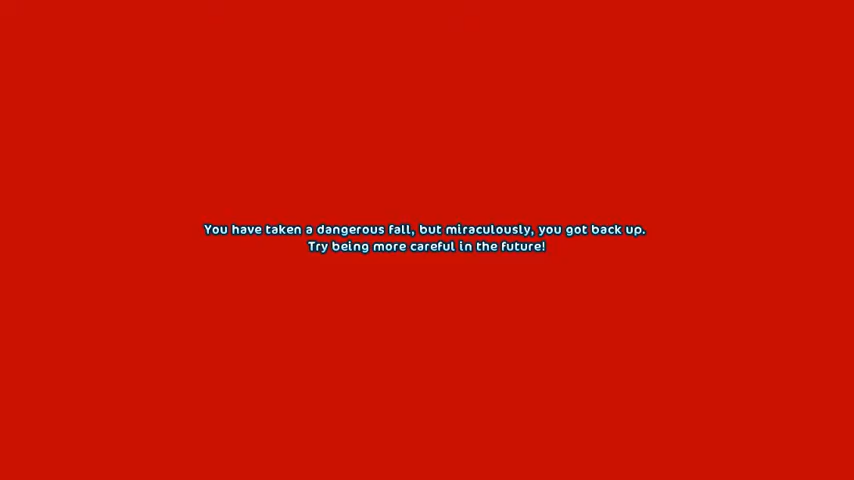 You have taken a dangerous fall, but miraculously, you got back up.
Try being more careful in the future!